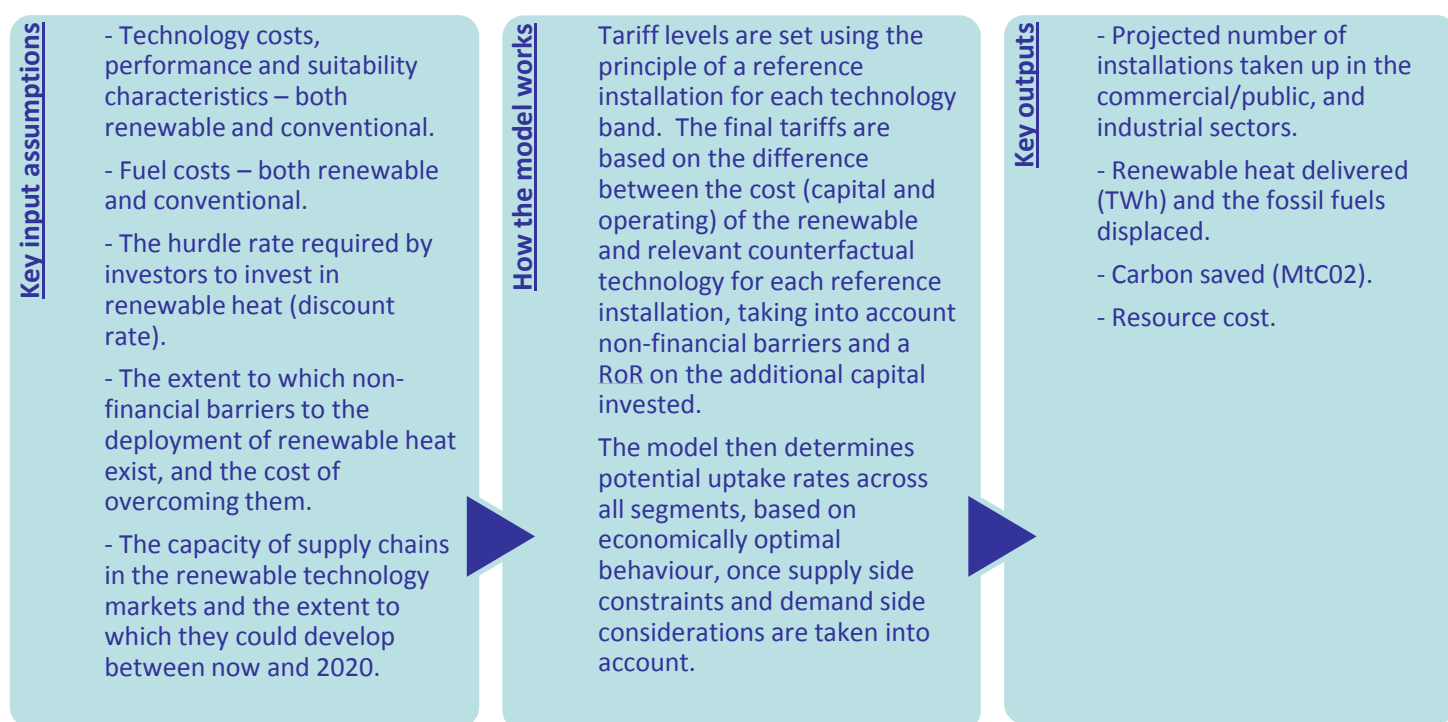 Key input assumptions
- Technology costs,
performance and suitability
characteristics – both
renewable and conventional.
- Fuel costs – both renewable
and conventional.
- The hurdle rate required by
investors to invest in
renewable heat (discount
rate).
- The extent to which non-
financial barriers to the
deployment of renewable heat
exist, and the cost of
overcoming them.
- The capacity of supply chains
in the renewable technology
markets and the extent to
which they could develop
between now and 2020.
How the model works
Tariff levels are set using the
principle of a reference
installation for each technology
band.  The final tariffs are
based on the difference
between the cost (capital and
operating) of the renewable
and relevant counterfactual
technology for each reference
installation, taking into account
non-financial barriers and a
RoR on the additional capital
invested.
The model then determines
potential uptake rates across
all segments, based on
economically optimal
behaviour, once supply side
constraints and demand side
considerations are taken into
account.
Key outputs
- Projected number of
installations taken up in the
commercial/public, and
industrial sectors.
- Renewable heat delivered
(TWh) and the fossil fuels
displaced.
- Carbon saved (MtC02).
- Resource cost.